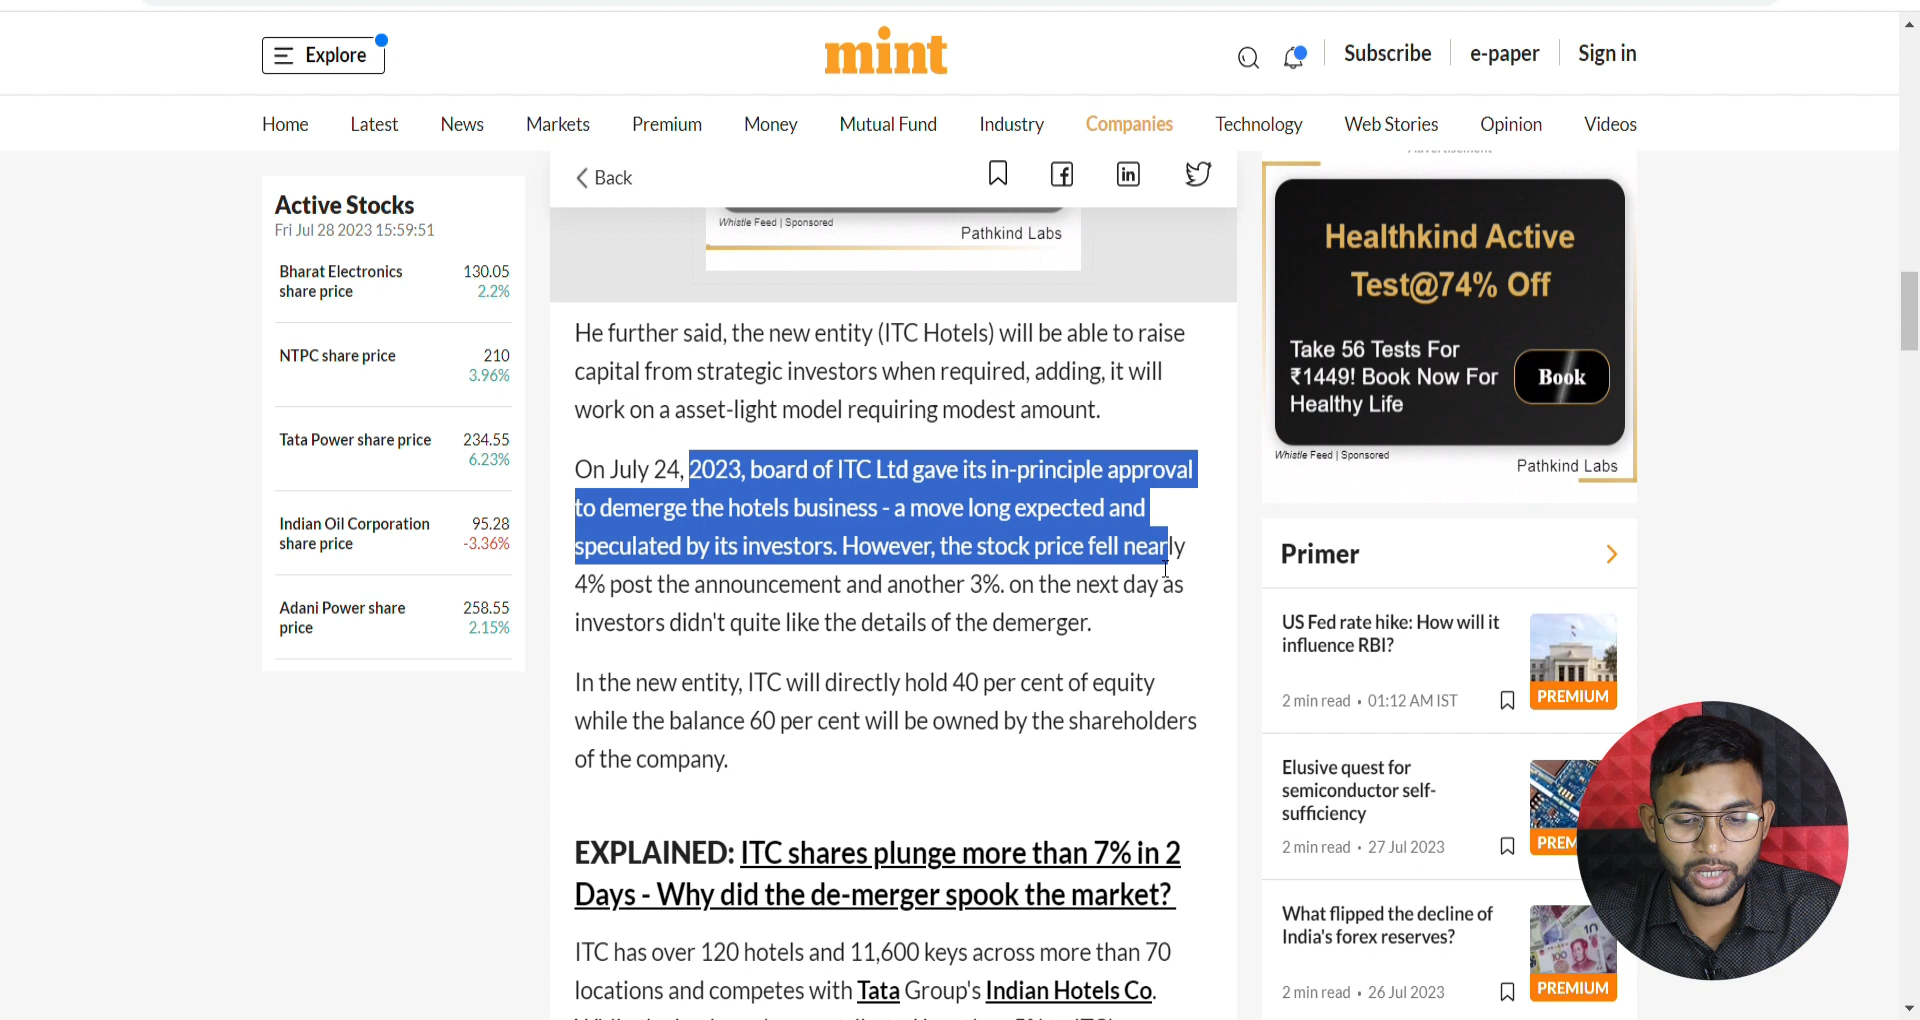 Explore
mint
Subscribe
e-paper
Sign in
Home
Latest
News
Markets
Premium
Money
Mutual Fund
Industry
Companies
Technology
Web Stories
Opinion
Videos
Active Stocks
Fri Jul 28 2023 15:59:51
Bharat Electronics
share price
130.05
2.2%
NTPC share price
210
3.96%
Tata Power share price
234.55
6.23%
Indian Oil Corporation
share price
95.28
-3.36%
Adani Power share
price
258.55
2.15%
Back
Whistle Feed | Sponsored
Pathkind Labs
He further said, the new entity (ITC Hotels) will be able to raise
capital from strategic investors when required, adding, it will
work on a asset-light model requiring modest amount.
On July 24, 2023, board of ITC Ltd gave its in-principle approval
to demerge the hotels business - a move long expected and
speculated by its investors. However, the stock price fell nearly
4% post the announcement and another 3%. on the next day as
investors didn't quite like the details of the demerger.
In the new entity, ITC will directly hold 40 per cent of equity
while the balance 60 per cent will be owned by the shareholders
of the company.
EXPLAINED: ITC shares plunge more than 7% in 2
Days - Why did the de-merger spook the market?
ITC has over 120 hotels and 11,600 keys across more than 70
locations and competes with Tata Group's Indian Hotels Co.
Healthkind Active
Test@74% Off
Take 56 Tests For
₹1449! Book Now For
Healthy Life
Book
Whistle Feed | Sponsored
Pathkind Labs
Primer
US Fed rate hike: How will it
influence RBI?
2 min read • 01:12 AM IST
PREMIUM
Elusive quest for
semiconductor self-
sufficiency
2 min read • 27 Jul 2023
What flipped the decline of
India's forex reserves?
2 min read • 26 Jul 2023
PREMIUM